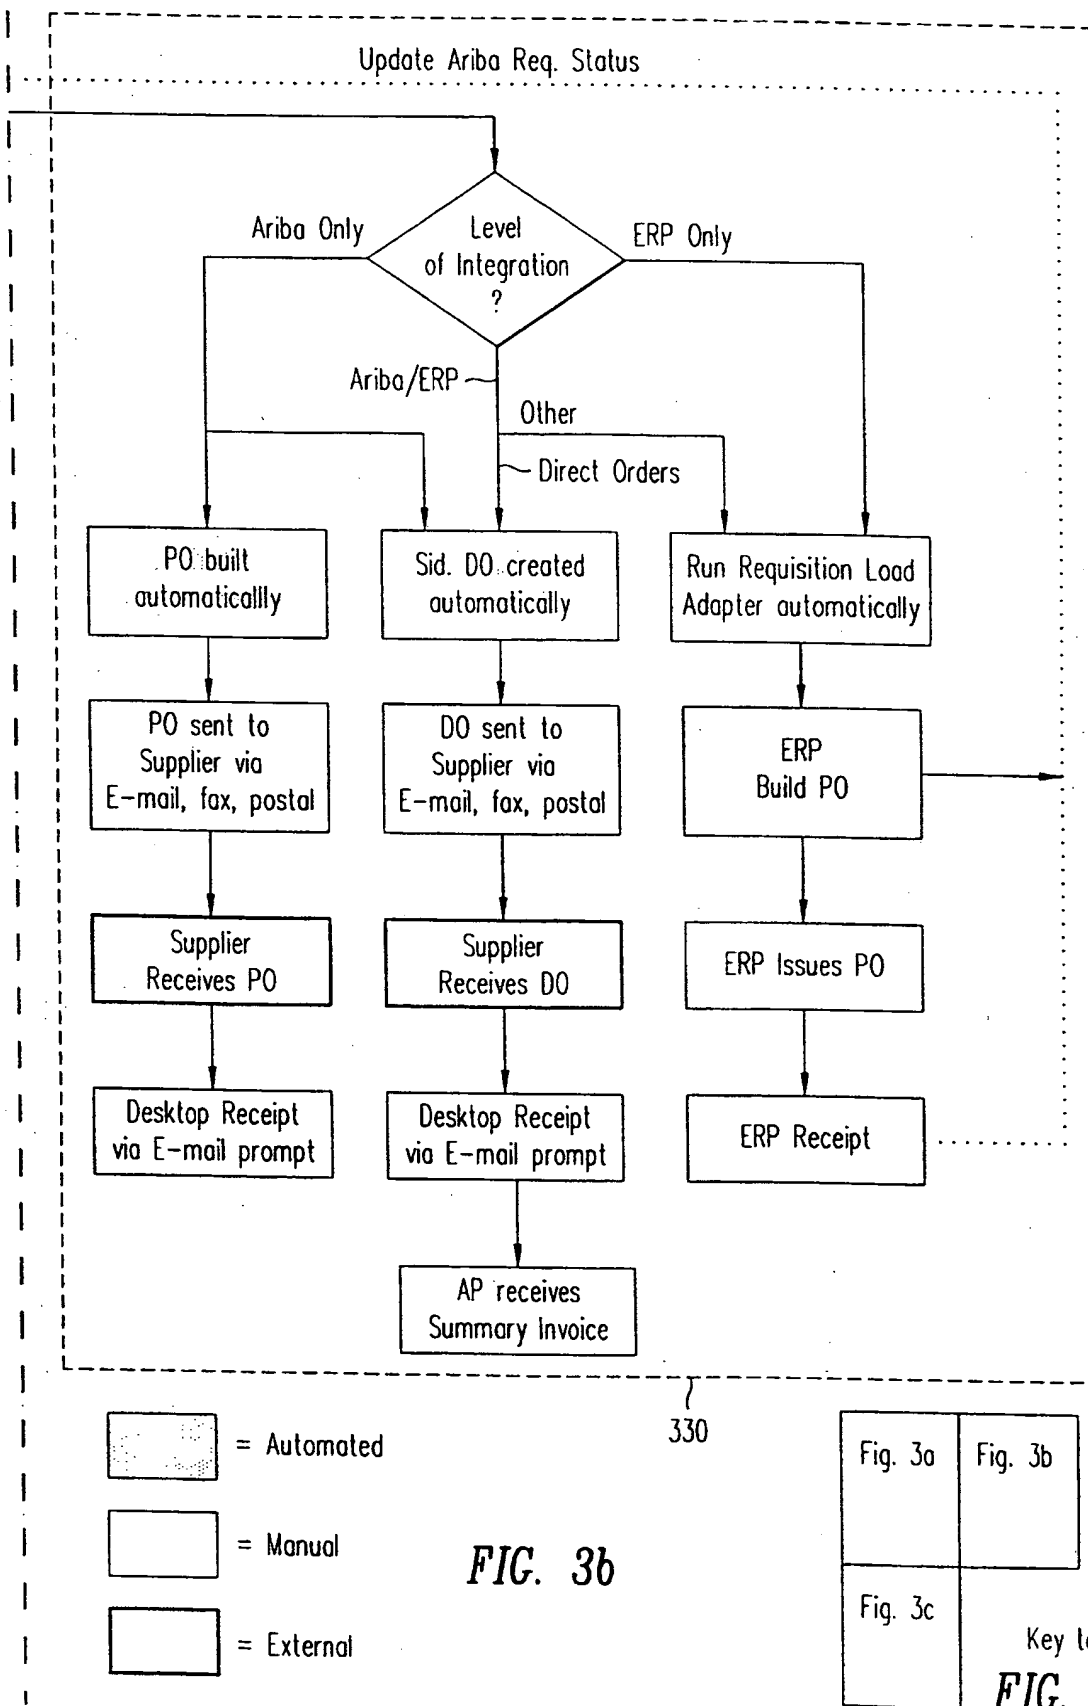 Update Ariba Req. Status
Level
of Integration
?
Ariba Only
ERP Only
Ariba/ERP
Other
Direct Orders
PO built
automaticallly
Sid. DO created
automatically
Run Requisition Load
Adapter automatically
PO sent to
Supplier via
E-mail, fax, postal
DO sent to
Supplier via
E-mail, fax, postal
ERP
Build PO
Supplier
Receives PO
Supplier
Receives DO
ERP Issues PO
Desktop Receipt
via E-mail prompt
Desktop Receipt
via E-mail prompt
ERP Receipt
AP receives
Summary Invoice
330
= Automated
= Manual
= External
FIG. 3b
Fig. 3a
Fig. 3b
Fig. 3c
Key
FIG.